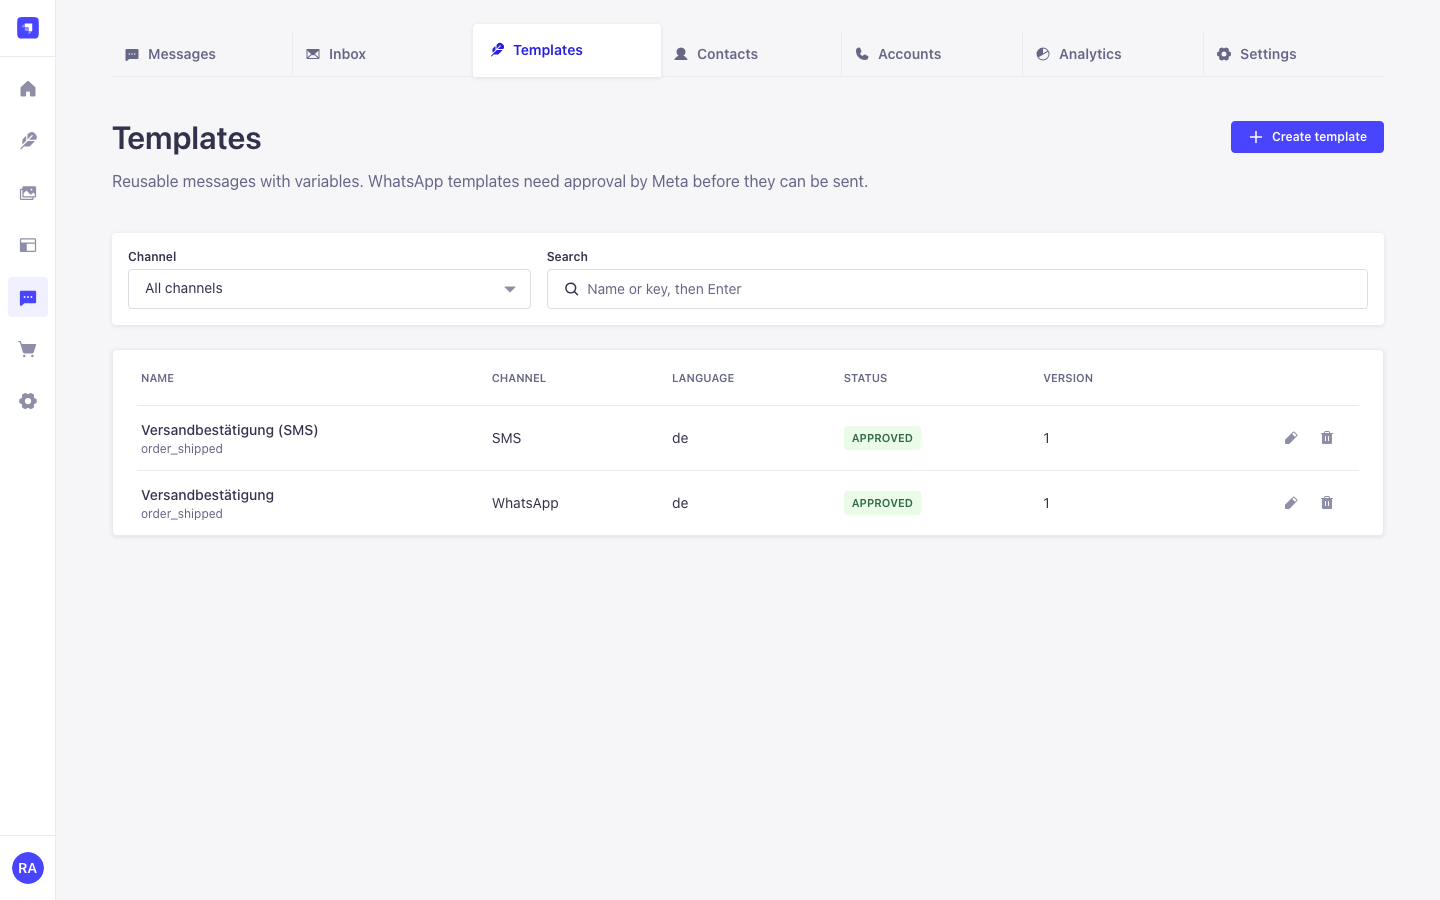 Messages
Inbox
Templates
Contacts
Accounts
Analytics
Settings
Templates
Create template
Reusable messages with variables. WhatsApp templates need approval by Meta before they can be sent.
Channel
Search
All channels
Name or key, then Enter
NAME CHANNEL LANGUAGE STATUS VERSION
Versandbestätigung (SMS)
order_shipped
SMS de APPROVED 1
Versandbestätigung
order_shipped
WhatsApp de APPROVED 1
RA